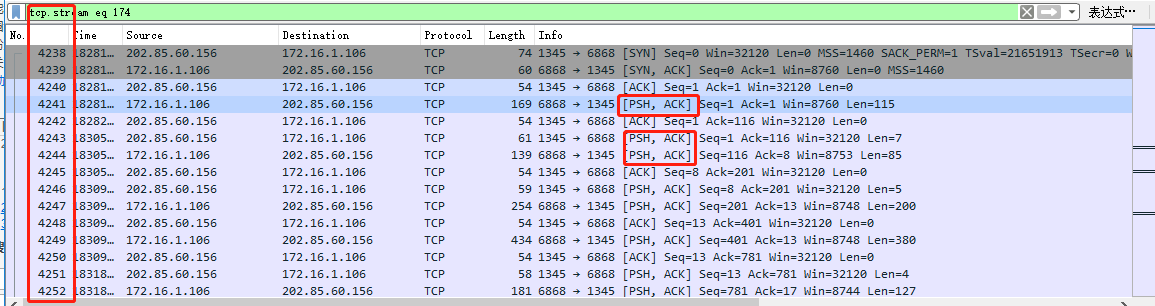 tcp.stream eq 174 表达式…
No. Time Source Destination Protocol Length Info
4238 18281… 202.85.60.156 172.16.1.106 TCP 74 1345 → 6868 [SYN] Seq=0 Win=32120 Len=0 MSS=1460 SACK_PERM=1 TSval=21651913 TSecr=0 W
4239 18281… 172.16.1.106 202.85.60.156 TCP 60 6868 → 1345 [SYN, ACK] Seq=0 Ack=1 Win=8760 Len=0 MSS=1460
4240 18281… 202.85.60.156 172.16.1.106 TCP 54 1345 → 6868 [ACK] Seq=1 Ack=1 Win=32120 Len=0
4241 18281… 172.16.1.106 202.85.60.156 TCP 169 6868 → 1345 [PSH, ACK] Seq=1 Ack=1 Win=8760 Len=115
4242 18282… 202.85.60.156 172.16.1.106 TCP 54 1345 → 6868 [ACK] Seq=1 Ack=116 Win=32120 Len=0
4243 18305… 202.85.60.156 172.16.1.106 TCP 61 1345 → 6868 [PSH, ACK] Seq=1 Ack=116 Win=32120 Len=7
4244 18305… 172.16.1.106 202.85.60.156 TCP 139 6868 → 1345 [PSH, ACK] Seq=116 Ack=8 Win=8753 Len=85
4245 18305… 202.85.60.156 172.16.1.106 TCP 54 1345 → 6868 [ACK] Seq=8 Ack=201 Win=32120 Len=0
4246 18309… 202.85.60.156 172.16.1.106 TCP 59 1345 → 6868 [PSH, ACK] Seq=8 Ack=201 Win=32120 Len=5
4247 18309… 172.16.1.106 202.85.60.156 TCP 254 6868 → 1345 [PSH, ACK] Seq=201 Ack=13 Win=8748 Len=200
4248 18309… 202.85.60.156 172.16.1.106 TCP 54 1345 → 6868 [ACK] Seq=13 Ack=401 Win=32120 Len=0
4249 18309… 172.16.1.106 202.85.60.156 TCP 434 6868 → 1345 [PSH, ACK] Seq=401 Ack=13 Win=8748 Len=380
4250 18309… 202.85.60.156 172.16.1.106 TCP 54 1345 → 6868 [ACK] Seq=13 Ack=781 Win=32120 Len=0
4251 18318… 202.85.60.156 172.16.1.106 TCP 58 1345 → 6868 [PSH, ACK] Seq=13 Ack=781 Win=32120 Len=4
4252 18318… 172.16.1.106 202.85.60.156 TCP 181 6868 → 1345 [PSH, ACK] Seq=781 Ack=17 Win=8744 Len=127